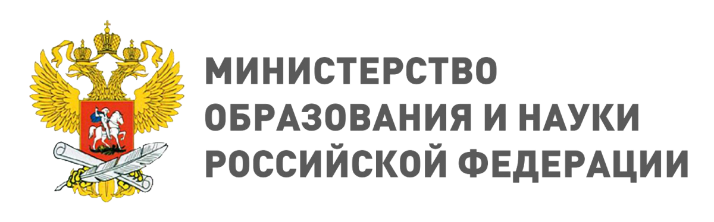 МИНИСТЕРСТВО
ОБРАЗОВАНИЯ И НАУКИ
РОССИЙСКОЙ ФЕДЕРАЦИИ